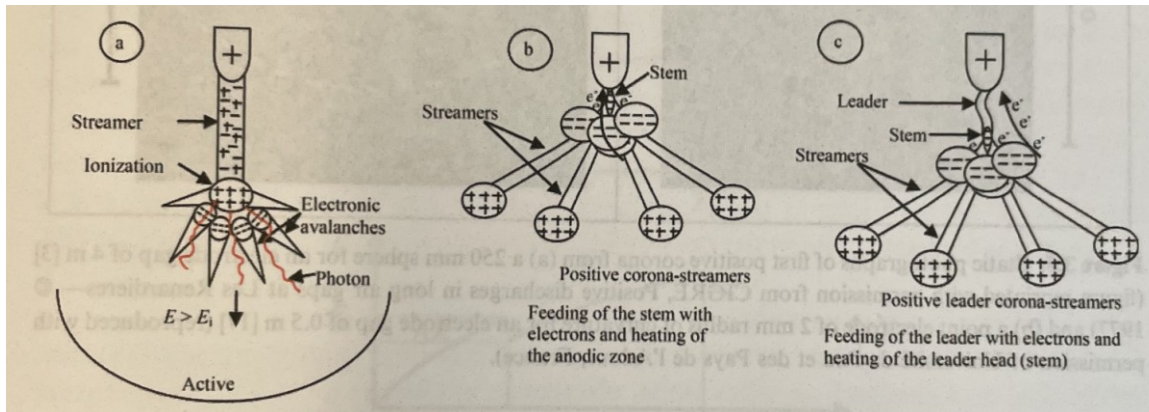 a
+
Streamer
Ionization
+++
Electronic
avalanches
Photon
E > Ei
Active
b
+
Stem
e-
e-
e-
Streamers
Positive corona-streamers
Feeding of the stem with
electrons and heating of
the anodic zone
c
+
Leader
e-
Stem
e-
e-
e-
Streamers
Positive leader corona-streamers
Feeding of the leader with electrons and
heating of the leader head (stem)